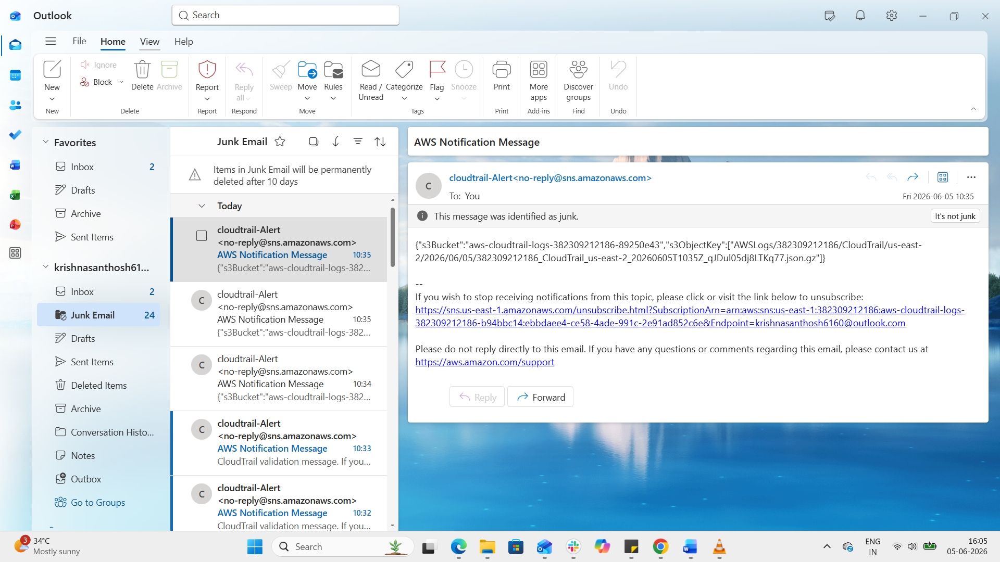 Outlook
Search
File
Home
View
Help
New
Ignore
Block
Delete
Archive
Report
Reply all
Sweep
Move
Rules
Read / Unread
Categorize
Flag
Snooze
Print
More apps
Discover groups
Undo
New
Delete
Report
Respond
Move
Tags
Print
Add-ins
Find
Undo
Favorites
Inbox 2
Drafts
Archive
Sent Items
krishnasanthosh61...
Inbox 2
Junk Email 24
Drafts
Sent Items
Deleted Items
Archive
Conversation Histo...
Notes
Outbox
Go to Groups
Junk Email
Items in Junk Email will be permanently
deleted after 10 days
Today
cloudtrail-Alert
<no-reply@sns.amazonaws.com>
AWS Notification Message 10:35
{"s3Bucket":"aws-cloudtrail-logs-382...
C
cloudtrail-Alert
<no-reply@sns.amazonaws.com>
AWS Notification Message 10:35
{"s3Bucket":"aws-cloudtrail-logs-382...
C
cloudtrail-Alert
<no-reply@sns.amazonaws.com>
AWS Notification Message 10:34
{"s3Bucket":"aws-cloudtrail-logs-382...
C
cloudtrail-Alert
<no-reply@sns.amazonaws.com>
AWS Notification Message 10:33
CloudTrail validation message. If you...
C
cloudtrail-Alert
<no-reply@sns.amazonaws.com>
AWS Notification Message 10:32
CloudTrail validation message. If you...
AWS Notification Message
C
cloudtrail-Alert<no-reply@sns.amazonaws.com>
To: You
Fri 2026-06-05 10:35
This message was identified as junk.
It's not junk
{"s3Bucket":"aws-cloudtrail-logs-382309212186-89250e43","s3ObjectKey":["AWSLogs/382309212186/CloudTrail/us-east-
2/2026/06/05/382309212186_CloudTrail_us-east-2_20260605T1035Z_qJDul05dj8LTKq77.json.gz"]}
--
If you wish to stop receiving notifications from this topic, please click or visit the link below to unsubscribe:
https://sns.us-east-1.amazonaws.com/unsubscribe.html?SubscriptionArn=arn:aws:sns:us-east-1:382309212186:aws-cloudtrail-logs-
382309212186-b94bbc14:ebbdaee4-ce58-4ade-991c-2e91ad852c6e&Endpoint=krishnasanthosh6160@outlook.com
Please do not reply directly to this email. If you have any questions or comments regarding this email, please contact us at
https://aws.amazon.com/support
Reply
Forward
3
34°C
Mostly sunny
Search
ENG
IN
16:05
05-06-2026